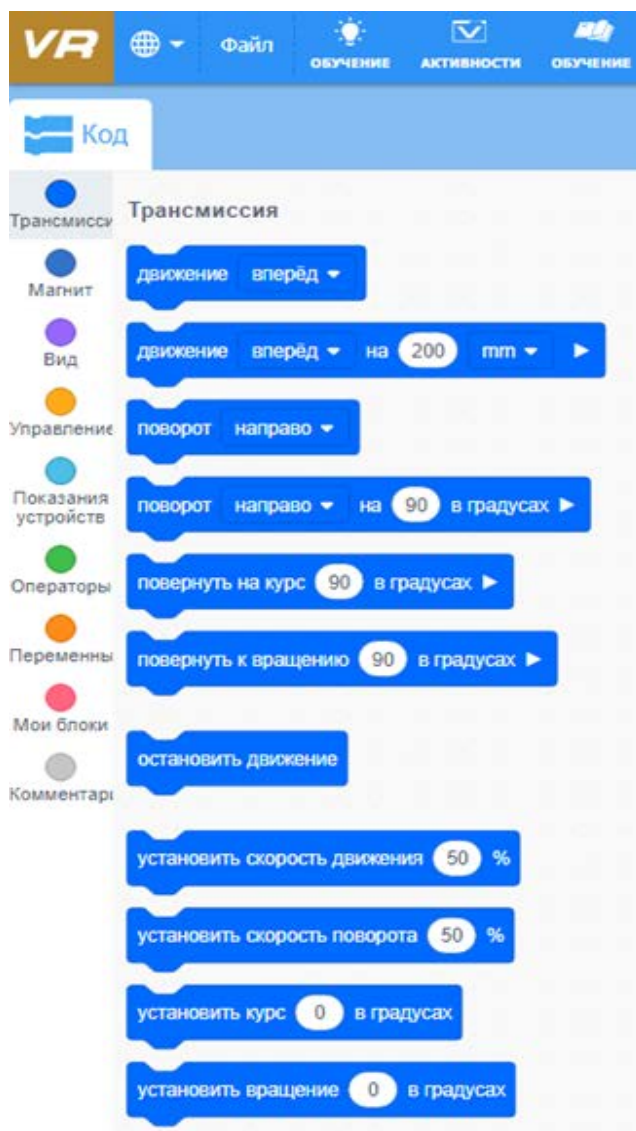 VR Файл ОБУЧЕНИЕ АКТИВНОСТИ ОБУЧЕНИЕ
Код
Трансмисси
Магнит
Вид
Управление
Показания
устройств
Операторы
Переменны
Мои блоки
Коммента
Трансмиссия
движение вперёд
движение вперёд на 200 mm
поворот направо
поворот направо на 90 в градусах
повернуть на курс 90 в градусах
повернуть к вращению 90 в градусах
остановить движение
установить скорость движения 50 %
установить скорость поворота 50 %
установить курс 0 в градусах
установить вращение 0 в градусах